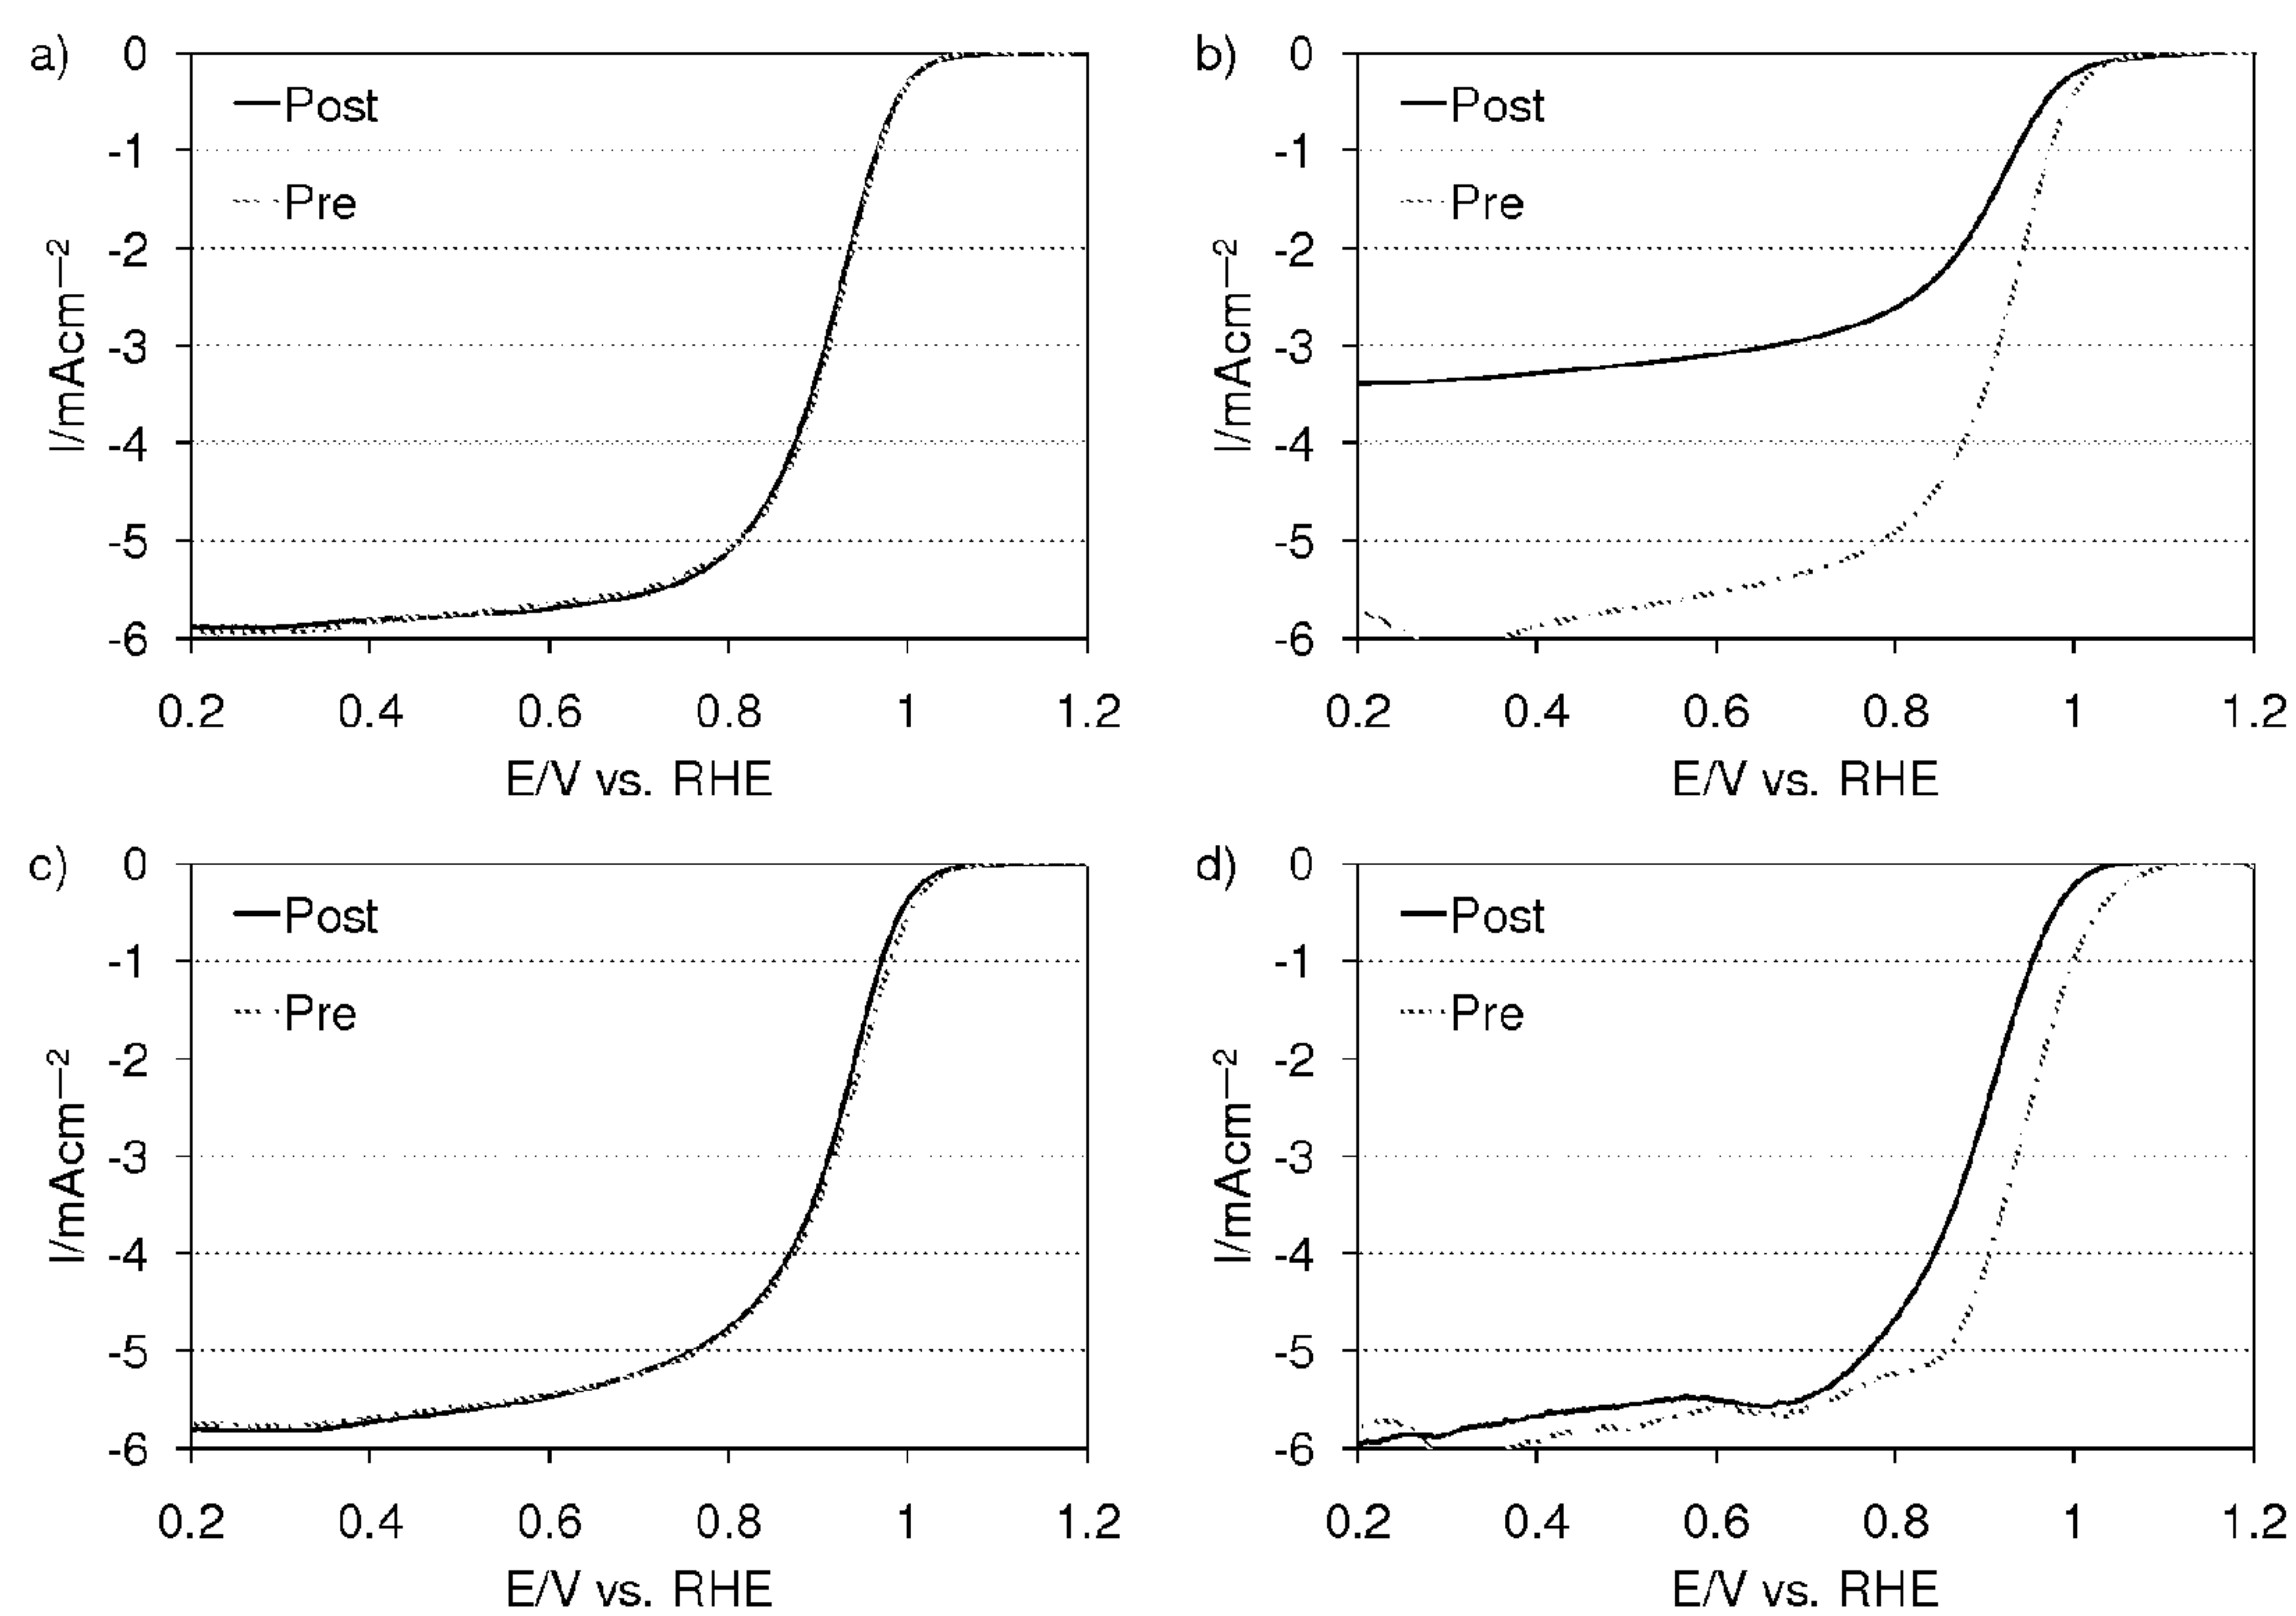 a)
0
-1
-2
-3
-4
-5
-6
Post
Pre
I/mAcm⁻²
0.2 0.4 0.6 0.8 1 1.2
E/V vs. RHE
b)
0
-1
-2
-3
-4
-5
-6
Post
Pre
I/mAcm⁻²
0.2 0.4 0.6 0.8 1 1.2
E/V vs. RHE
c)
0
-1
-2
-3
-4
-5
-6
Post
Pre
I/mAcm⁻²
0.2 0.4 0.6 0.8 1 1.2
E/V vs. RHE
d)
0
-1
-2
-3
-4
-5
-6
Post
Pre
I/mAcm⁻²
0.2 0.4 0.6 0.8 1 1.2
E/V vs. RHE